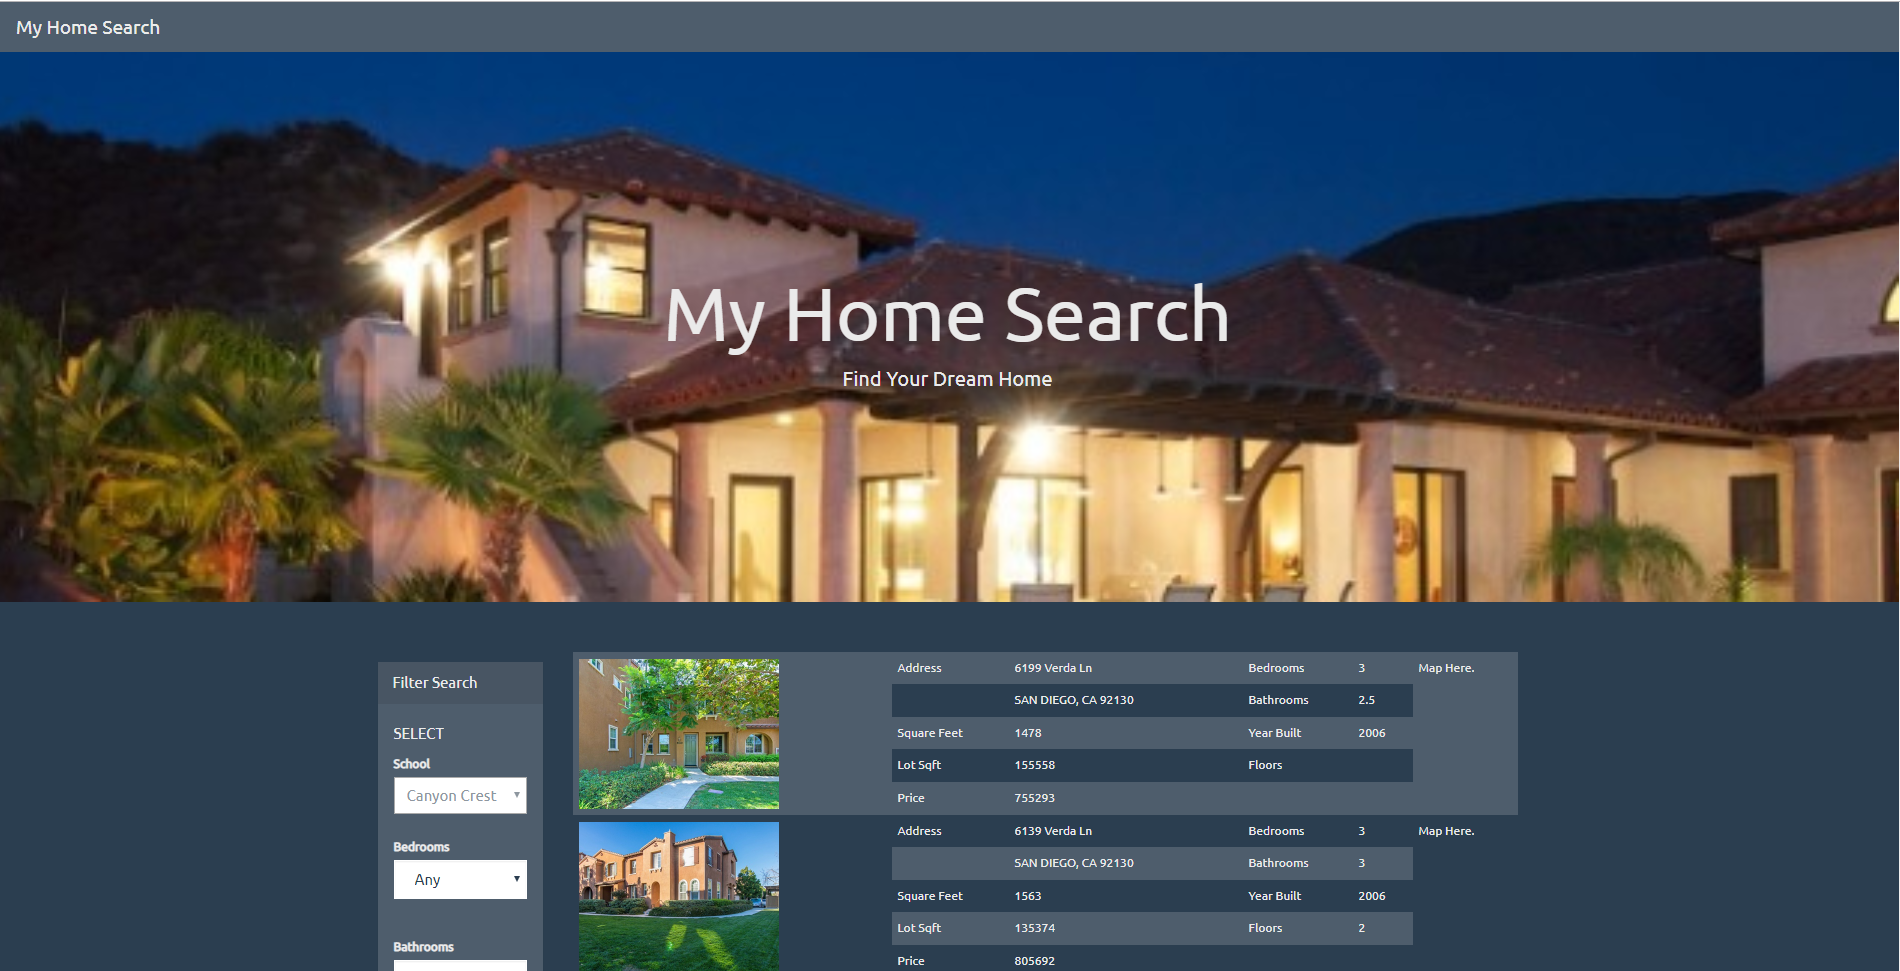 My Home Search
My Home Search
Find Your Dream Home
Filter Search
SELECT
School
Canyon Crest
Bedrooms
Any
Bathrooms
Address 6199 Verda Ln Bedrooms 3 Map Here.
SAN DIEGO, CA 92130 Bathrooms 2.5
Square Feet 1478 Year Built 2006
Lot Sqft 155558 Floors
Price 755293
Address 6139 Verda Ln Bedrooms 3 Map Here.
SAN DIEGO, CA 92130 Bathrooms 3
Square Feet 1563 Year Built 2006
Lot Sqft 135374 Floors 2
Price 805692